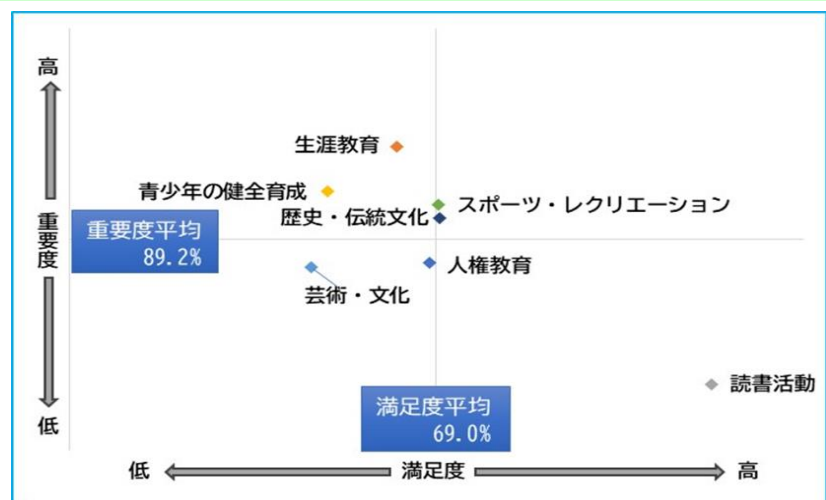 高
生涯教育
青少年の健全育成
スポーツ・レクリエーション
歴史・伝統文化
重要度
重要度平均
89.2%
人権教育
芸術・文化
読書活動
満足度平均
69.0%
低
低
満足度
高